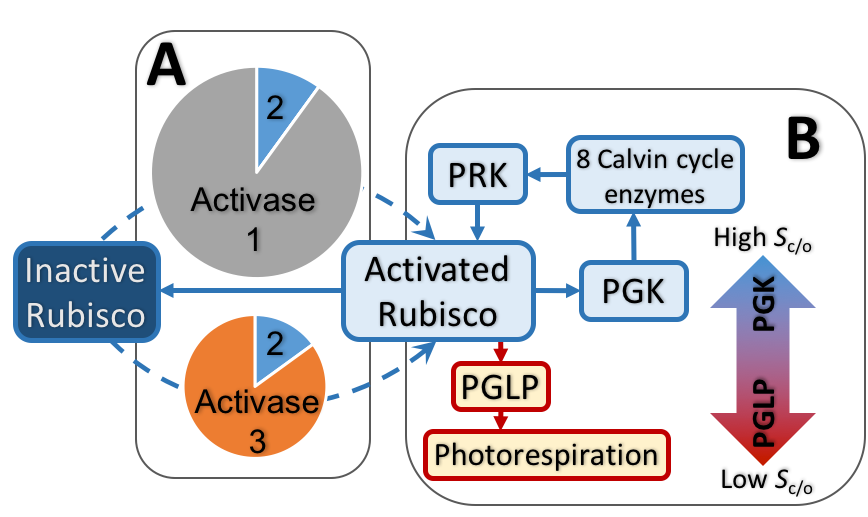 A
2
Activase
1
Inactive
Rubisco
2
Activase
3
B
PRK
8 Calvin cycle
enzymes
Activated
Rubisco
PGK
PGLP
Photorespiration
High Sc/o
PGK
PGLP
Low Sc/o